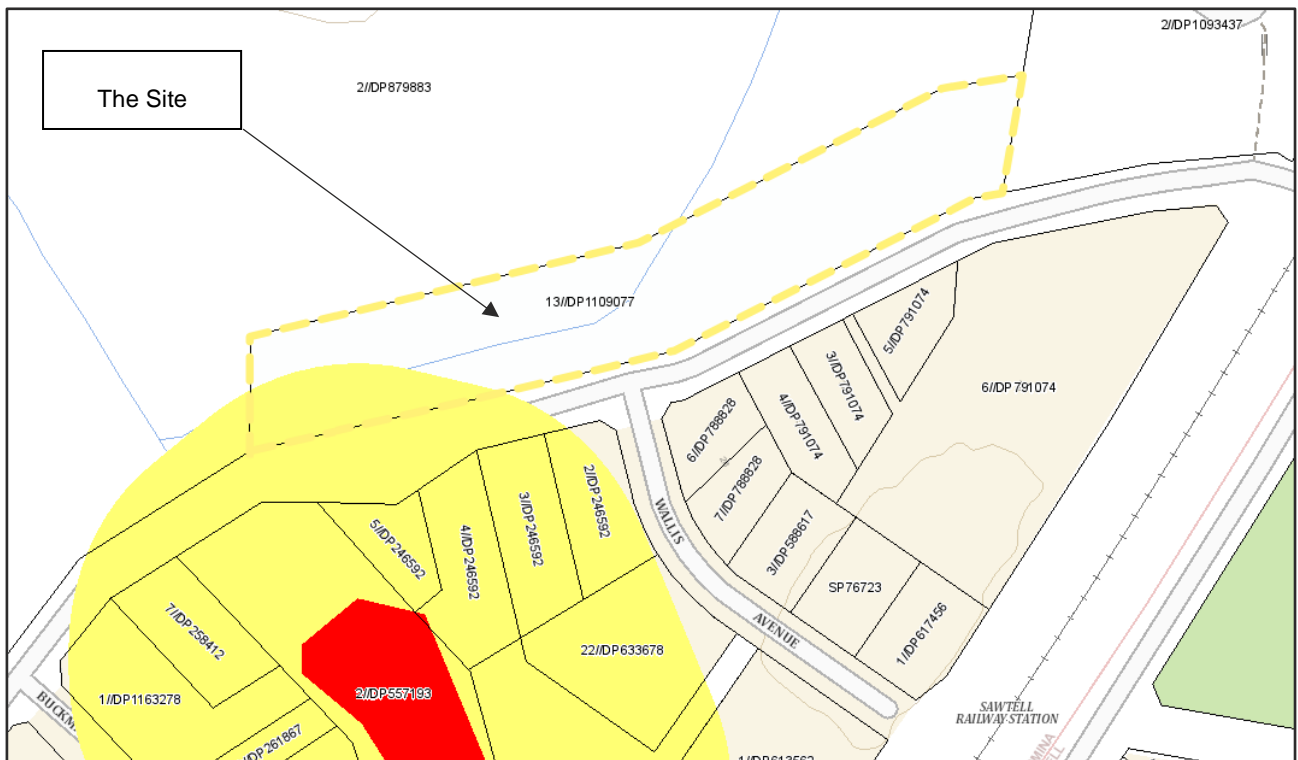 2//DP1093437
2//DP879883
The Site
13//DP1109077
5//DP791074
3//DP791074
6//DP791074
4//DP791074
6//DP788828
7//DP788828
2//DP246592
3//DP246592
WALLIS
5//DP246592
4//DP246592
3//DP588617
SP76723
7//DP258412
AVENUE
1//DP617456
22//DP633678
2//DP557193
1//DP1163278
SAWTELL
RAILWAY STATION